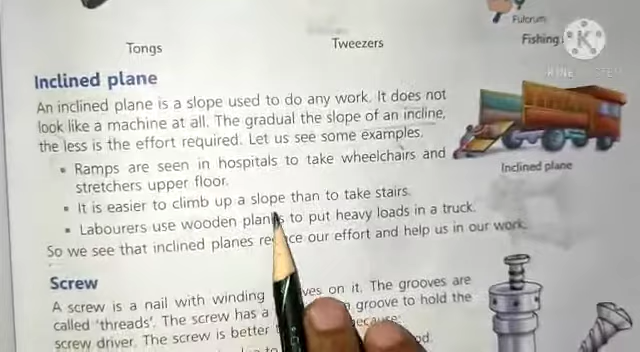 Fulcrum
Tongs
Tweezers
Fishing
K
Inclined plane
An inclined plane is a slope used to do any work. It does not
look like a machine at all. The gradual the slope of an incline,
the less is the effort required. Let us see some examples.
• Ramps are seen in hospitals to take wheelchairs and
stretchers upper floor.
• It is easier to climb up a slope than to take stairs.
• Labourers use wooden planks to put heavy loads in a truck.
So we see that inclined planes reduce our effort and help us in our work.
Inclined plane
Screw
A screw is a nail with winding on it. The grooves are
called 'threads'. The screw has a groove to hold the
screw driver. The screw is better